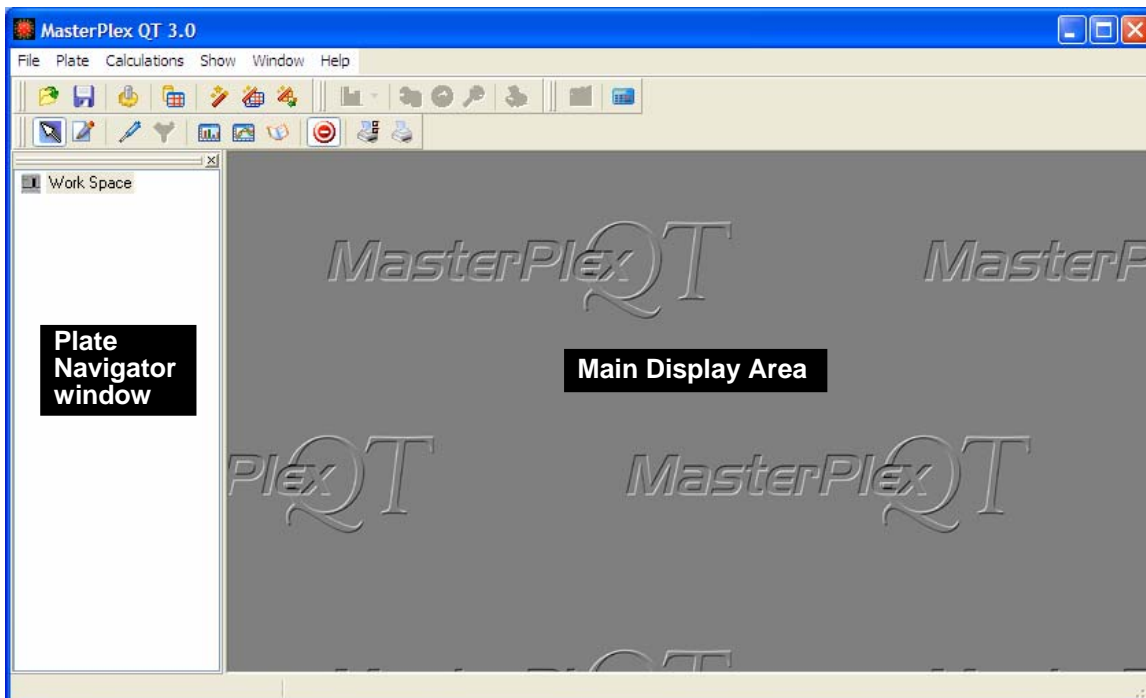 MasterPlex QT 3.0
File Plate Calculations Show Window Help
Work Space
MasterPlex QT
MasterP
Plate
Navigator
window
Main Display Area
Plex QT
MasterPlex QT